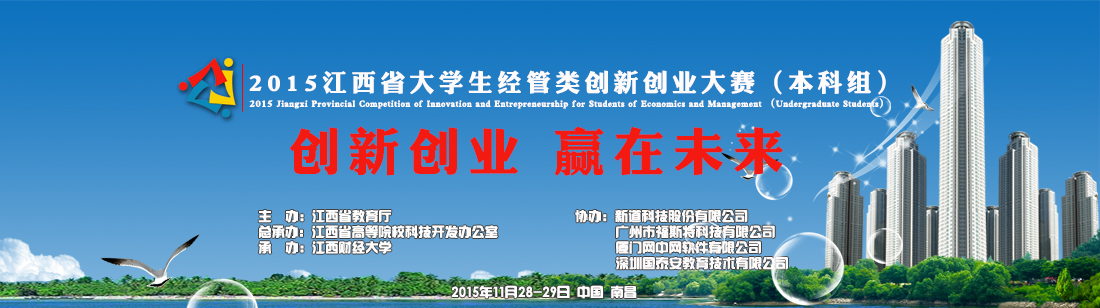 2015江西省大学生经管类创新创业大赛（本科组）
2015 Jiangxi Provincial Competition of Innovation and Entrepreneurship for Students of Economics and Management （Undergraduate Students）
创新创业 赢在未来
主 办：江西省教育厅
总承办：江西省高等院校科技开发办公室
承 办：江西财经大学
协办：新道科技股份有限公司
广州市福斯特科技有限公司
厦门网中网软件有限公司
深圳国泰安教育技术有限公司
2015年11月28-29日 中国 南昌